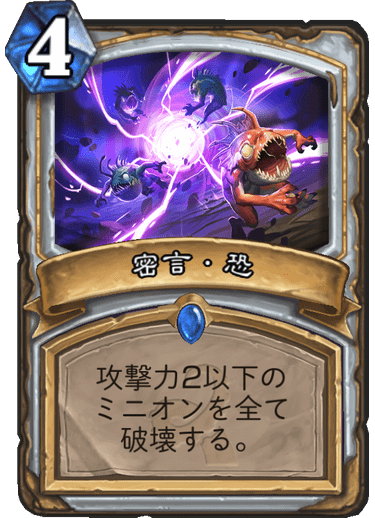 4
密言・恐
攻撃力2以下の
ミニオンを全て
破壊する。